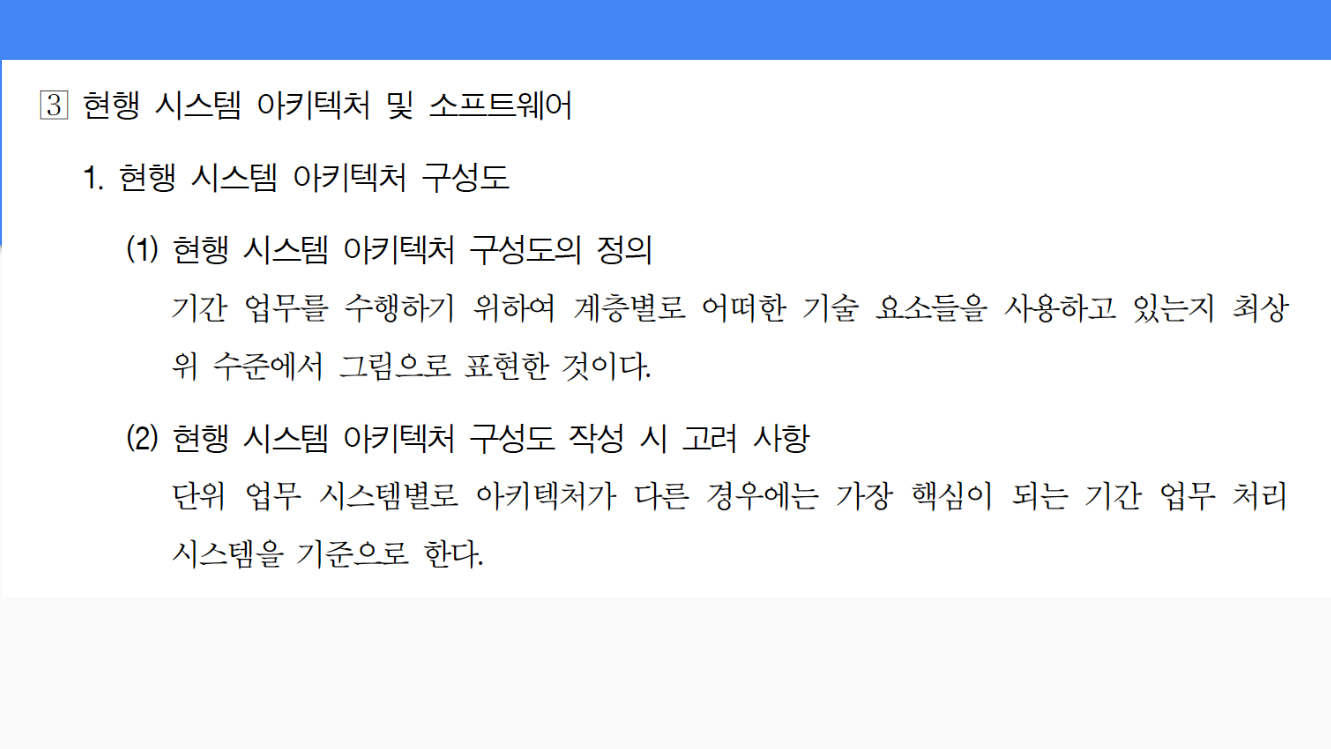 3 현행 시스템 아키텍처 및 소프트웨어
1. 현행 시스템 아키텍처 구성도
(1) 현행 시스템 아키텍처 구성도의 정의
기간 업무를 수행하기 위하여 계층별로 어떠한 기술 요소들을 사용하고 있는지 최상
위 수준에서 그림으로 표현한 것이다.
(2) 현행 시스템 아키텍처 구성도 작성 시 고려 사항
단위 업무 시스템별로 아키텍처가 다른 경우에는 가장 핵심이 되는 기간 업무 처리
시스템을 기준으로 한다.